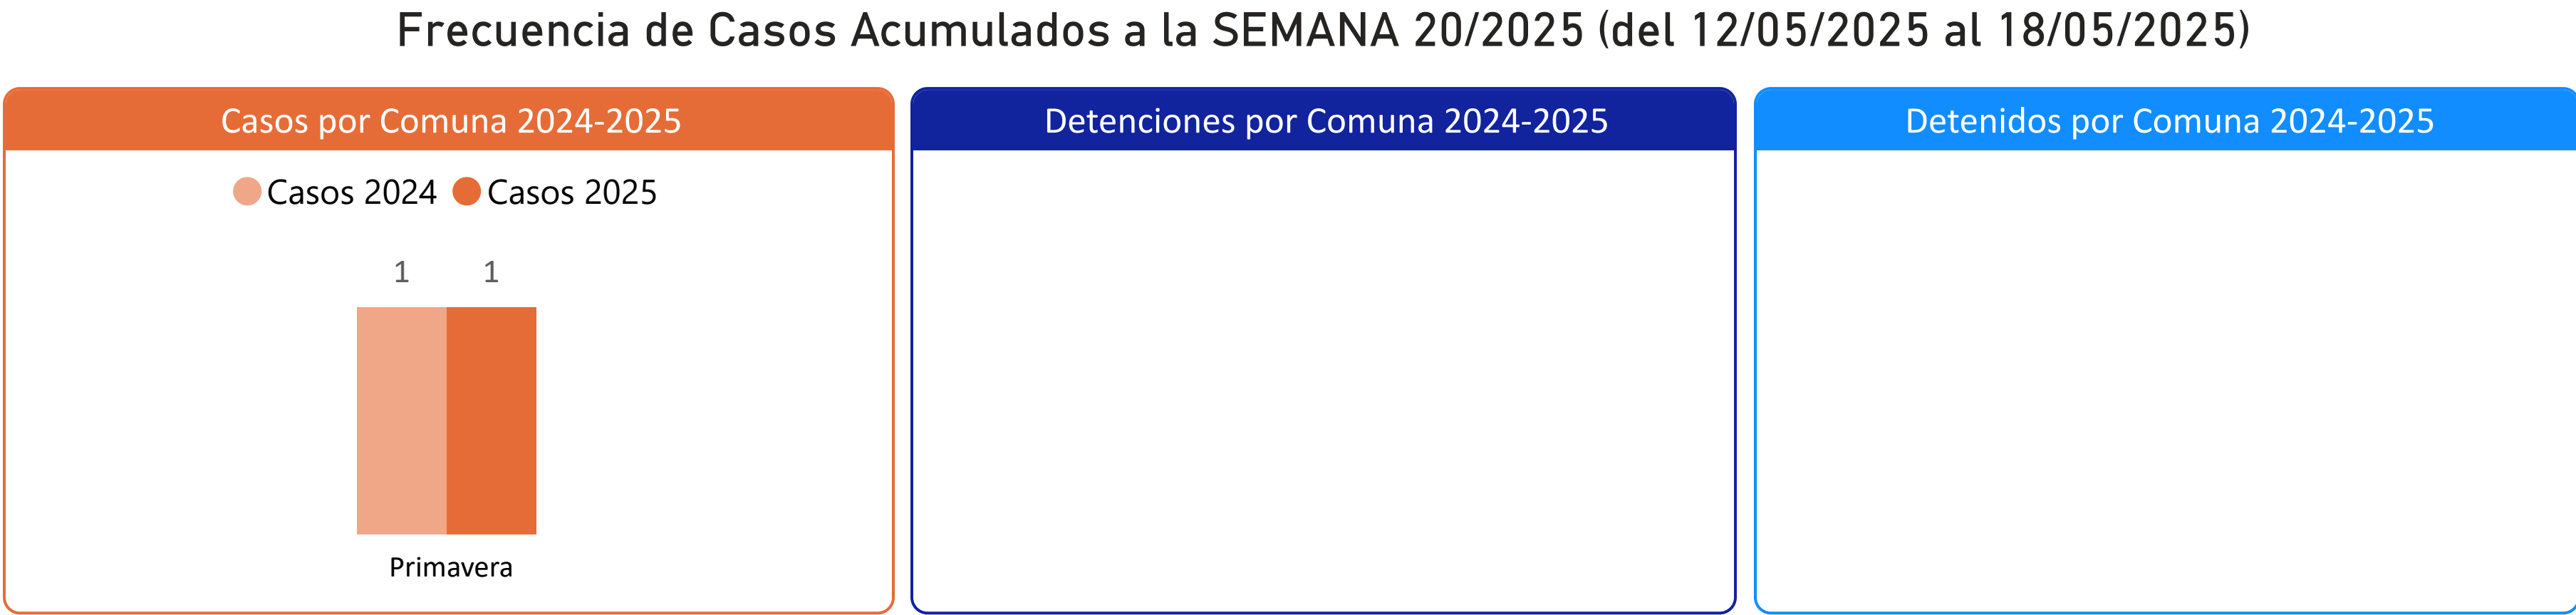 Frecuencia de Casos Acumulados a la SEMANA 20/2025 (del 12/05/2025 al 18/05/2025)
Casos por Comuna 2024-2025
Casos 2024 Casos 2025
1 1
Primavera
Detenciones por Comuna 2024-2025
Detenidos por Comuna 2024-2025